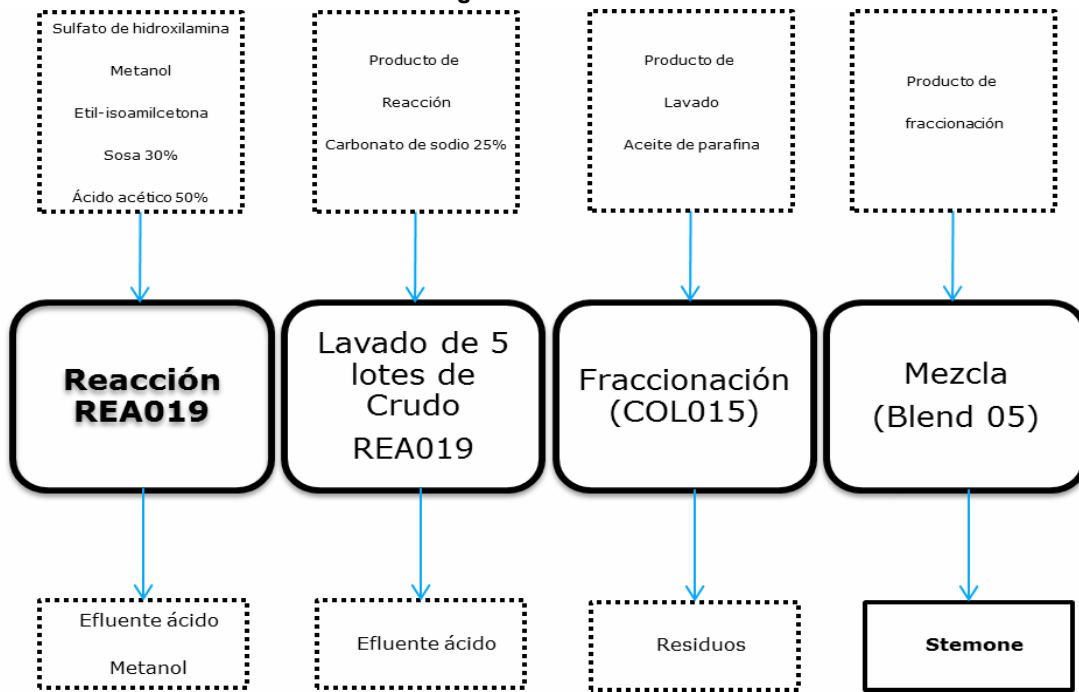 Sulfato de hidroxilamina
Metanol
Etil-isoamilcetona
Sosa 30%
Ácido acético 50%
Producto de
Reacción
Carbonato de sodio 25%
Producto de
Lavado
Aceite de parafina
Producto de
fraccionación
Reacción
REA019
Lavado de 5
lotes de
Crudo
REA019
Fraccionación
(COL015)
Mezcla
(Blend 05)
Efluente ácido
Metanol
Efluente ácido
Residuos
Stemone